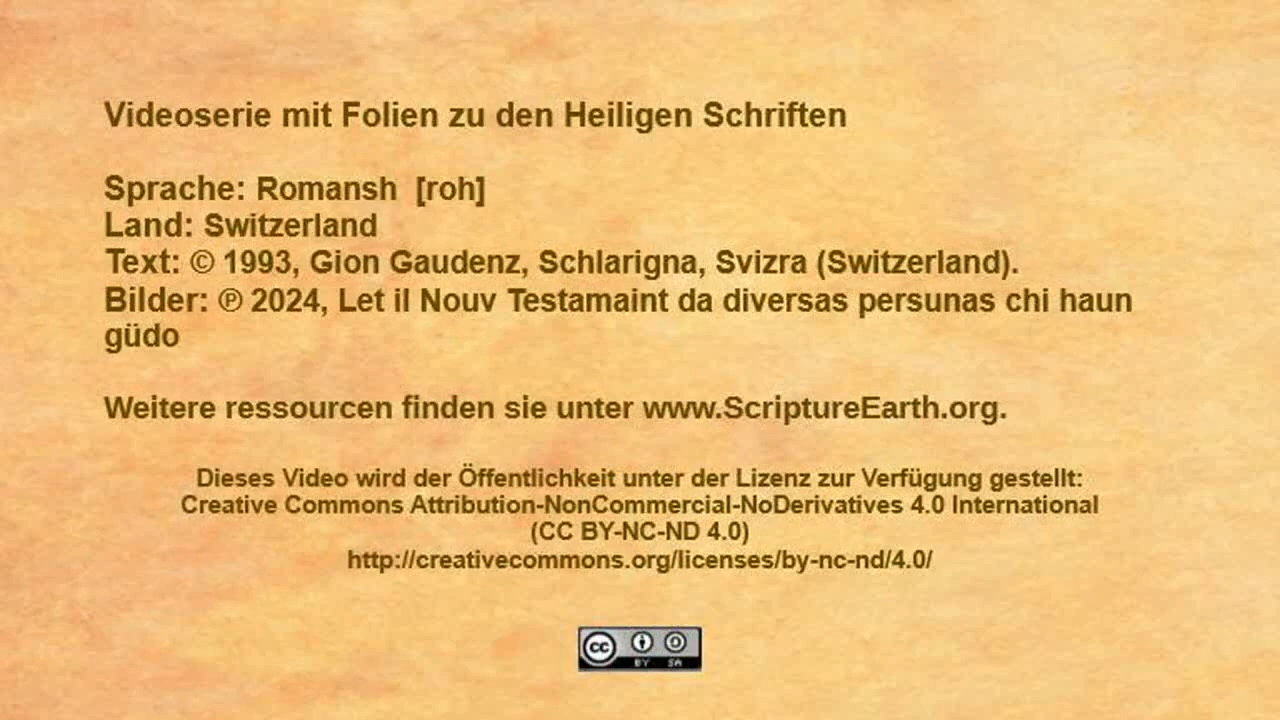 Videoserie mit Folien zu den Heiligen Schriften
Sprache: Romansh [roh]
Land: Switzerland
Text: © 1993, Gion Gaudenz, Schlarigna, Svizra (Switzerland).
Bilder: ℗ 2024, Let il Nouv Testamaint da diversas persunas chi haun
güdo
Weitere ressourcen finden sie unter www.ScriptureEarth.org.
Dieses Video wird der Öffentlichkeit unter der Lizenz zur Verfügung gestellt:
Creative Commons Attribution-NonCommercial-NoDerivatives 4.0 International
(CC BY-NC-ND 4.0)
http://creativecommons.org/licenses/by-nc-nd/4.0/
cc BY SA